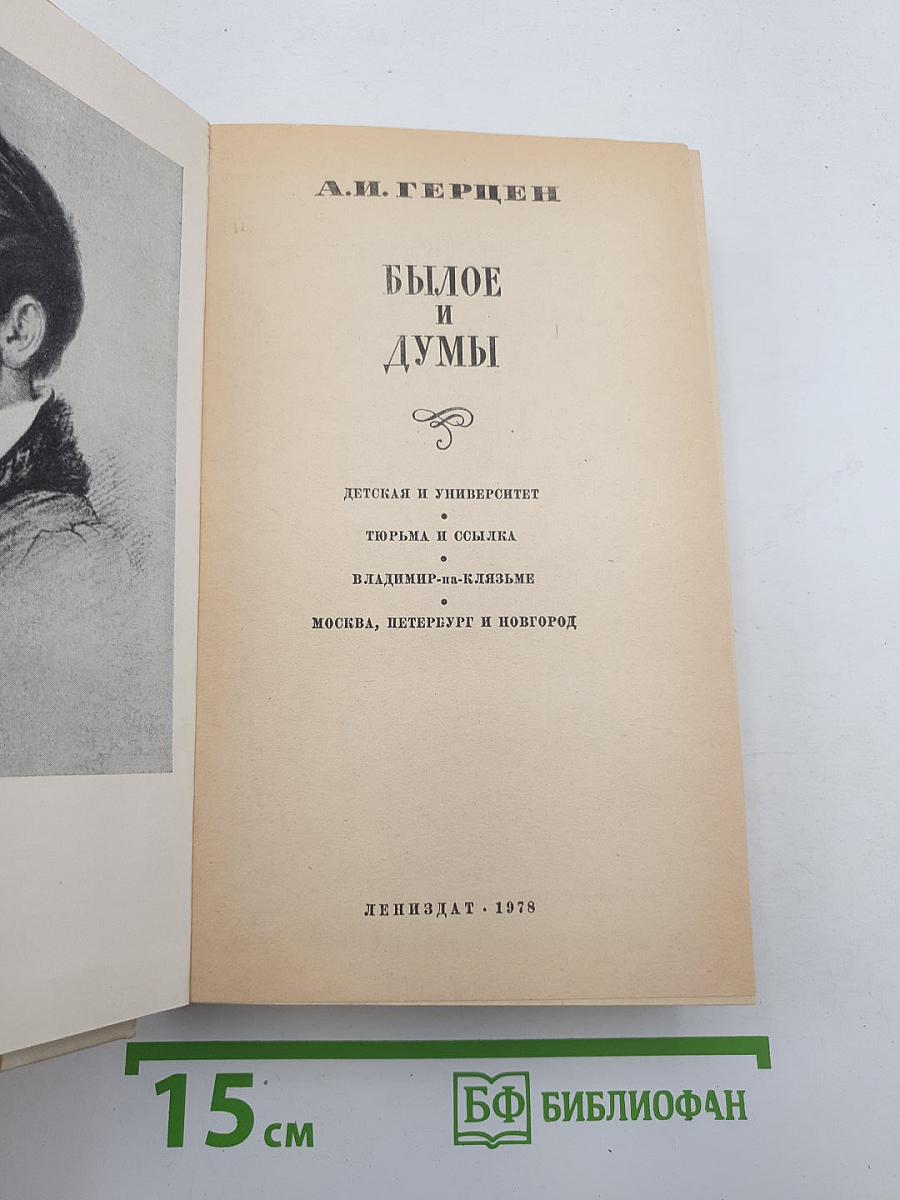 А.И. ГЕРЦЕН
БЫЛОЕ
И
ДУМЫ
ДЕТСКАЯ И УНИВЕРСИТЕТ
•
ТЮРЬМА И ССЫЛКА
•
ВЛАДИМИР-на-КЛЯЗЬМЕ
•
МОСКВА, ПЕТЕРБУРГ И НОВГОРОД
ЛЕНИЗДАТ • 1978
15 см
БФ БИБЛИОФАН